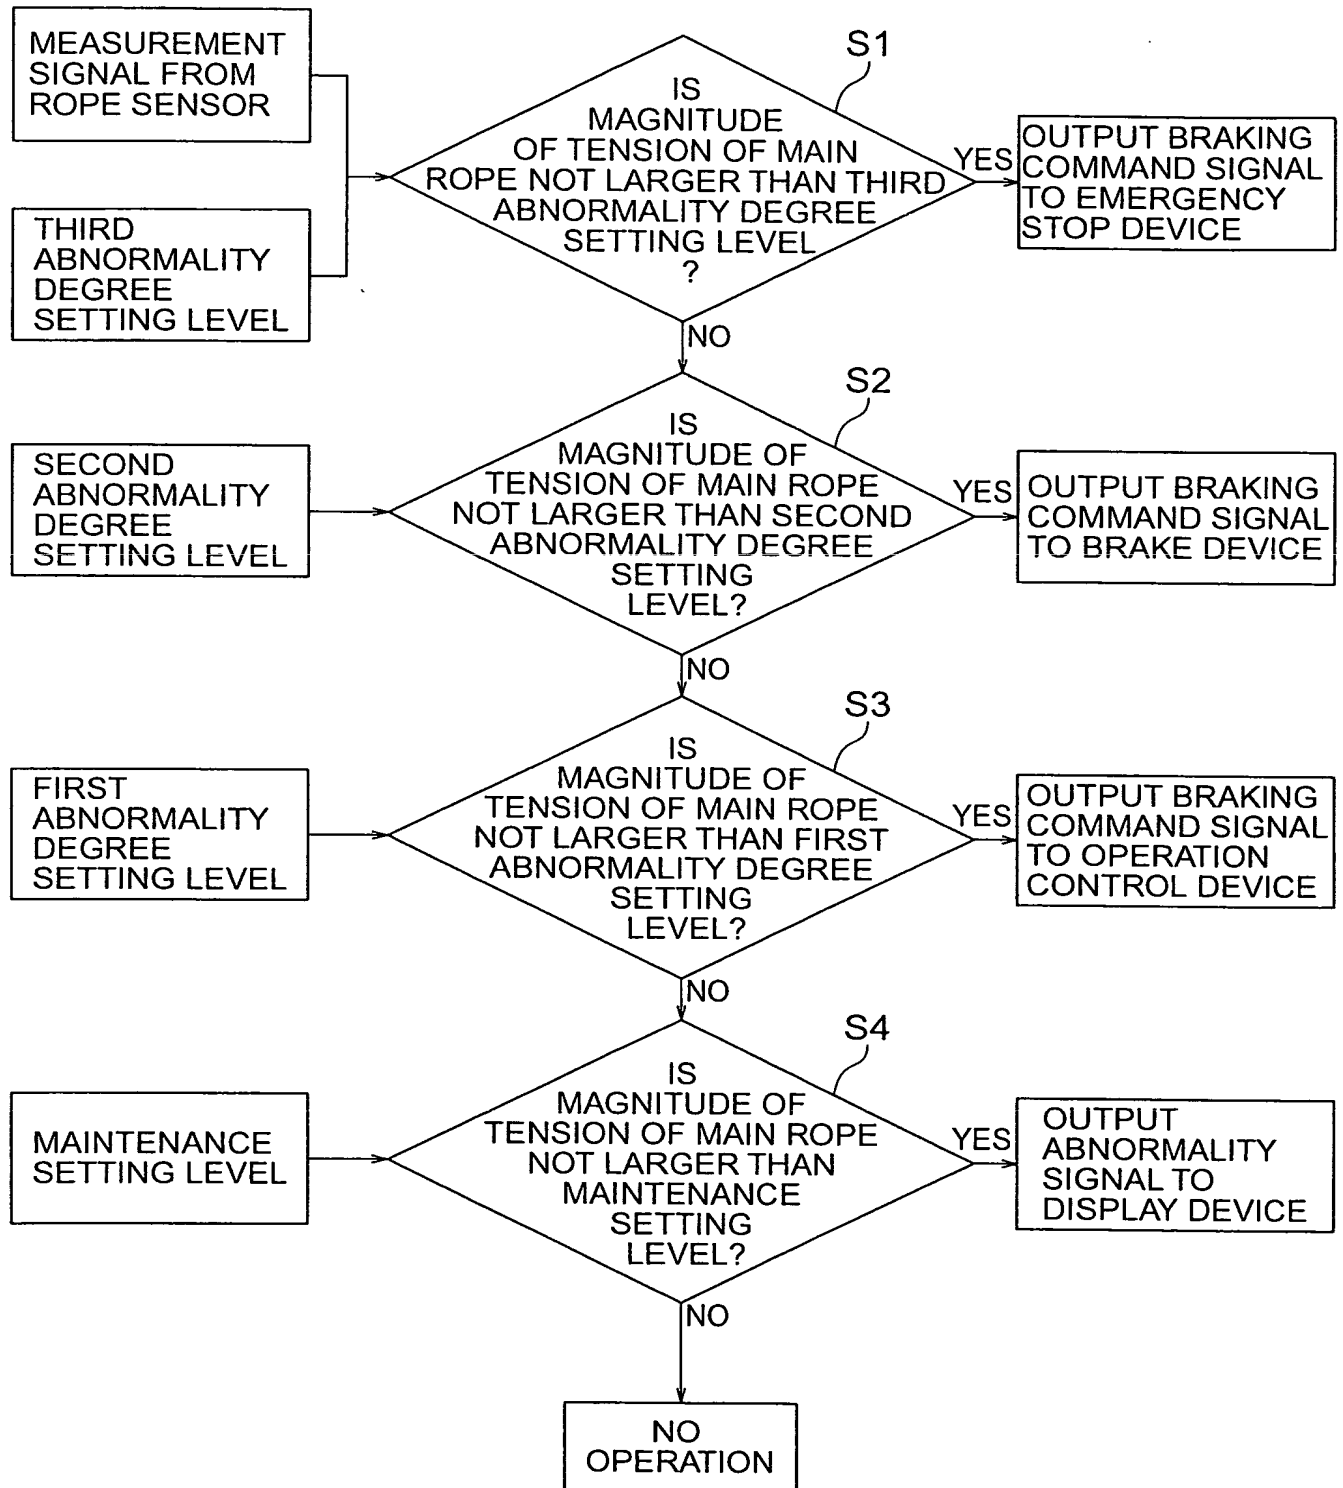 MEASUREMENT
SIGNAL FROM
ROPE SENSOR
THIRD
ABNORMALITY
DEGREE
SETTING LEVEL
S1
IS
MAGNITUDE
OF TENSION OF MAIN
ROPE NOT LARGER THAN THIRD
ABNORMALITY DEGREE
SETTING LEVEL
?
YES
OUTPUT BRAKING
COMMAND SIGNAL
TO EMERGENCY
STOP DEVICE
NO
SECOND
ABNORMALITY
DEGREE
SETTING LEVEL
S2
IS
MAGNITUDE OF
TENSION OF MAIN ROPE
NOT LARGER THAN SECOND
ABNORMALITY DEGREE
SETTING
LEVEL?
YES
OUTPUT BRAKING
COMMAND SIGNAL
TO BRAKE DEVICE
NO
FIRST
ABNORMALITY
DEGREE
SETTING LEVEL
S3
IS
MAGNITUDE OF
TENSION OF MAIN ROPE
NOT LARGER THAN FIRST
ABNORMALITY DEGREE
SETTING
LEVEL?
YES
OUTPUT BRAKING
COMMAND SIGNAL
TO OPERATION
CONTROL DEVICE
NO
MAINTENANCE
SETTING LEVEL
S4
IS
MAGNITUDE OF
TENSION OF MAIN ROPE
NOT LARGER THAN
MAINTENANCE
SETTING
LEVEL?
YES
OUTPUT
ABNORMALITY
SIGNAL TO
DISPLAY DEVICE
NO
NO
OPERATION